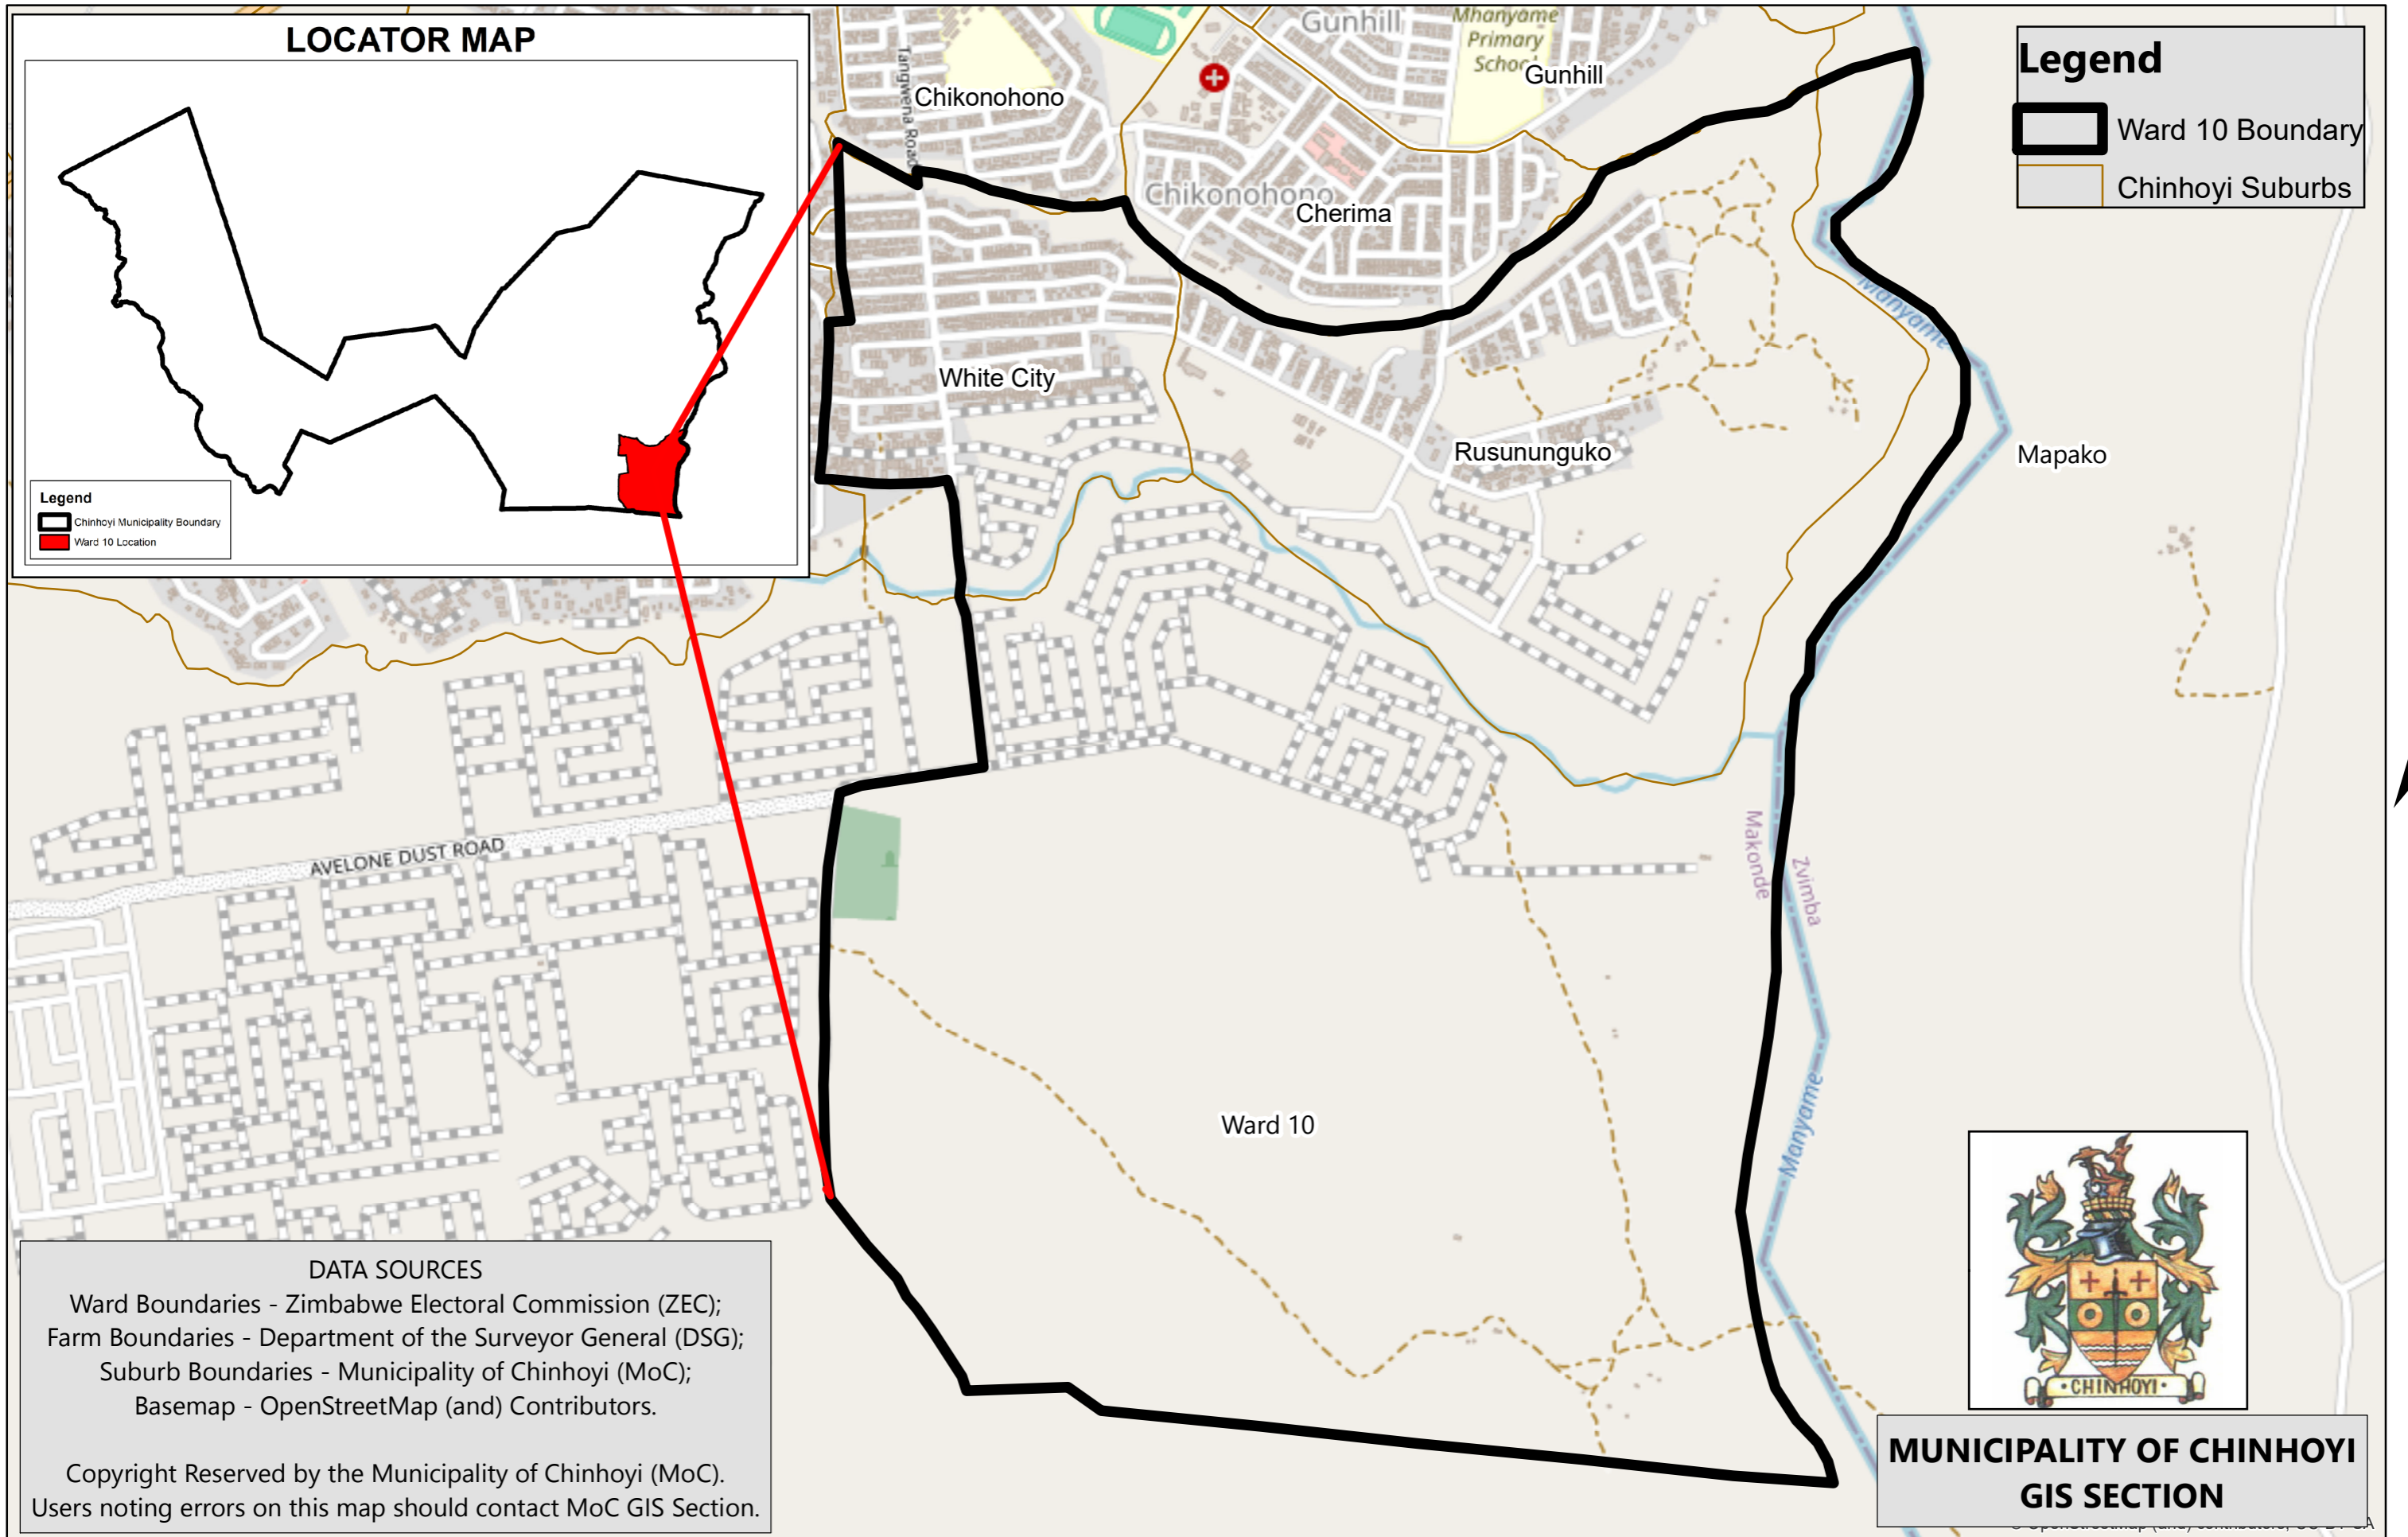 LOCATOR MAP
Legend
Chinhoyi Municipality Boundary
Ward 10 Location
Legend
Ward 10 Boundary
Chinhoyi Suburbs
Gunhill
Mhanyame
Primary
School
Gunhill
Tangwena Road
Chikonohono
Chikonohono
Cherima
White City
Rusununguko
Manyame
Mapako
Makonde
Zvimba
AVELONE DUST ROAD
Ward 10
Manyame
DATA SOURCES
Ward Boundaries - Zimbabwe Electoral Commission (ZEC);
Farm Boundaries - Department of the Surveyor General (DSG);
Suburb Boundaries - Municipality of Chinhoyi (MoC);
Basemap - OpenStreetMap (and) Contributors.
Copyright Reserved by the Municipality of Chinhoyi (MoC).
Users noting errors on this map should contact MoC GIS Section.
• CHINHOYI •
MUNICIPALITY OF CHINHOYI
GIS SECTION